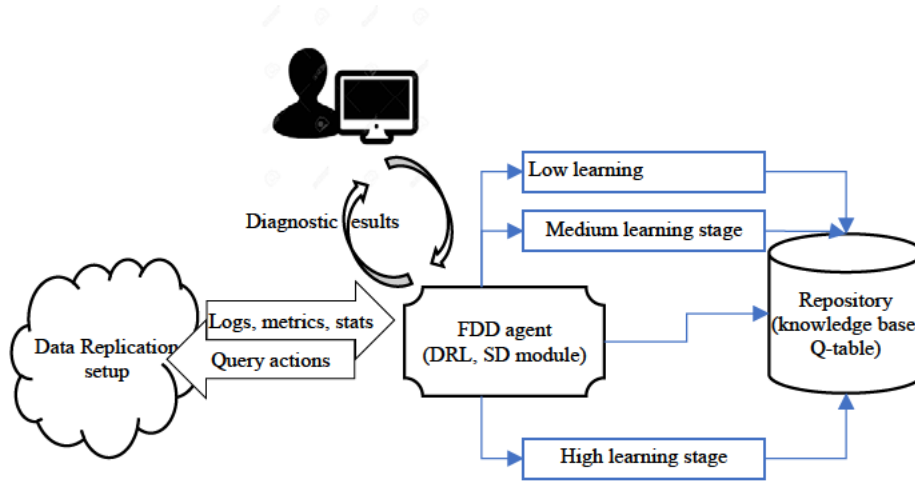 Low learning
Medium learning stage
Diagnostic results
Logs, metrics, stats
Query actions
Data Replication
setup
FDD agent
(DRL, SD module)
Repository
(knowledge base
Q-table)
High learning stage